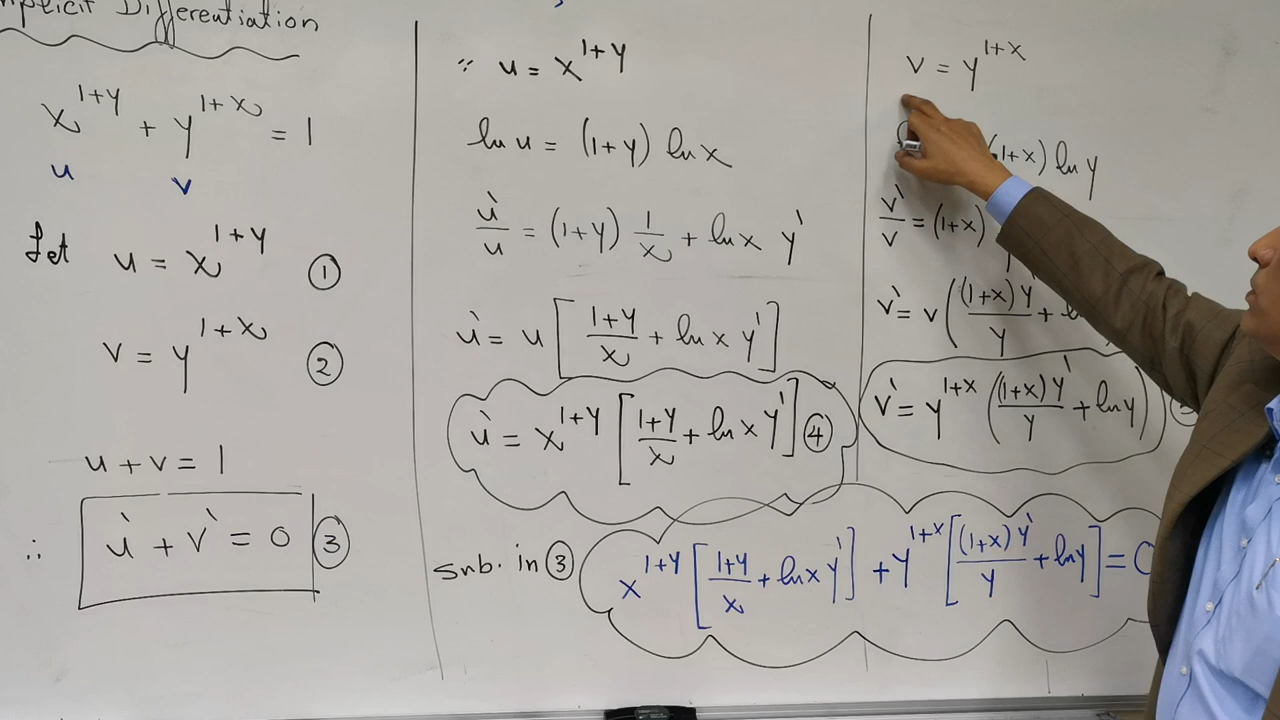 Implicit Differentiation
x^{1+y} + y^{1+x} = 1
u v
Let u = x^{1+y} ①
v = y^{1+x} ②
u + v = 1
∴ u` + v` = 0 ③
∵ u = x^{1+y}
ln u = (1+y) ln x
u`/u = (1+y) 1/x + ln x y`
u` = u [ (1+y)/x + ln x y' ]
u` = x^{1+y} [ (1+y)/x + ln x y' ] ④
v = y^{1+x}
(1+x) ln y
v`/v = (1+x)
v` = v ( (1+x) y`/y +
v` = y^{1+x} ( (1+x) y`/y + ln y )
sub. in ③ x^{1+y} [ (1+y)/x + ln x y' ] + y^{1+x} [ (1+x) y`/y + ln y ] = 0